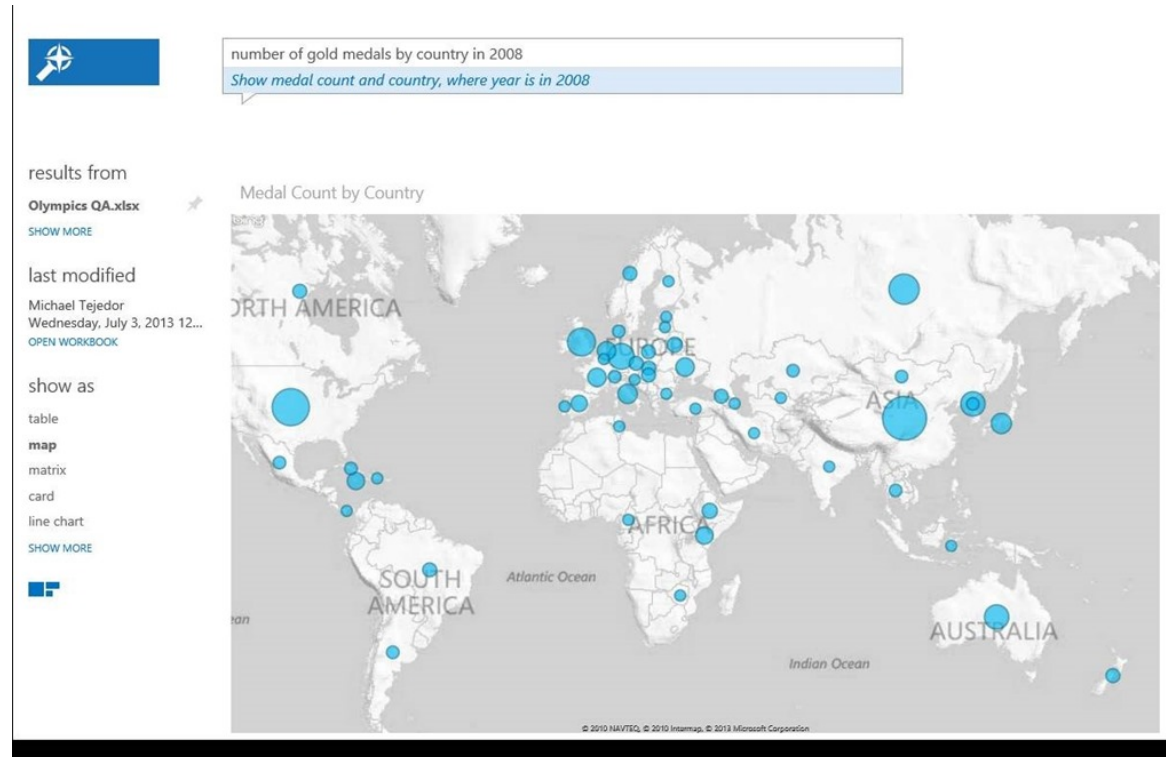 number of gold medals by country in 2008
Show medal count and country, where year is in 2008
results from
Olympics QA.xlsx
SHOW MORE
last modified
Michael Tejedor
Wednesday, July 3, 2013 12...
OPEN WORKBOOK
show as
table
map
matrix
card
line chart
SHOW MORE
Medal Count by Country
bing
ORTH AMERICA
EUROPE
ASIA
AFRICA
SOUTH
AMERICA
Atlantic Ocean
ean
AUSTRALIA
Indian Ocean
© 2010 NAVTEQ, © 2010 Intermap, © 2013 Microsoft Corporation